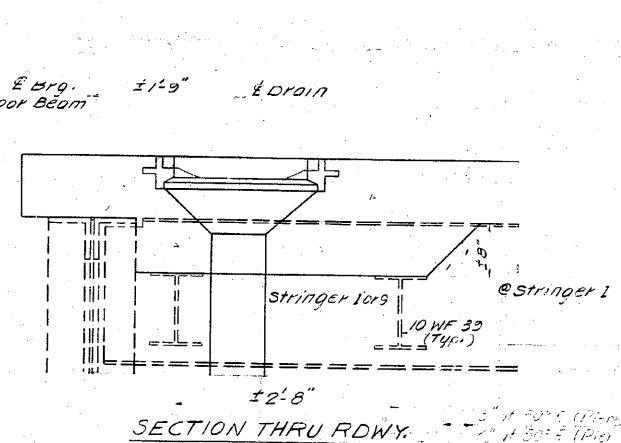 ℄ Brg.
oor Beam
±1'-9"
℄ Drain
±8"
@ Stringer 1
Stringer 1 or 9
10 WF 39
(Typ.)
±2'-8"
SECTION THRU RDWY.